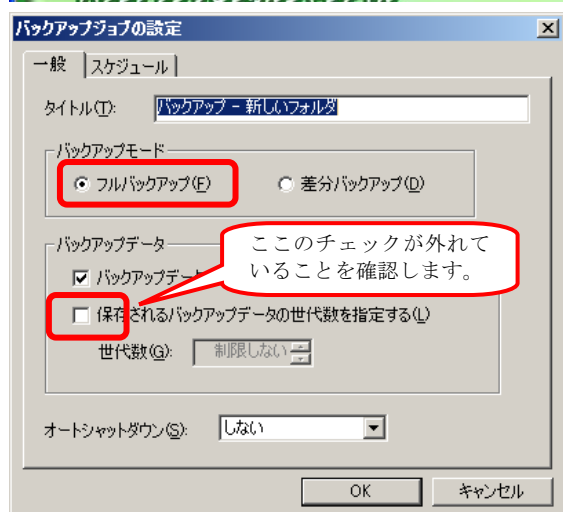 バックアップジョブの設定
一般
スケジュール
タイトル(T):
バックアップ - 新しいフォルダ
バックアップモード
フルバックアップ(F)
差分バックアップ(D)
バックアップデータ
ここのチェックが外れて
いることを確認します。
バックアップデータ
保存されるバックアップデータの世代数を指定する(L)
世代数(G):
制限しない
オートシャットダウン(S):
しない
OK
キャンセル